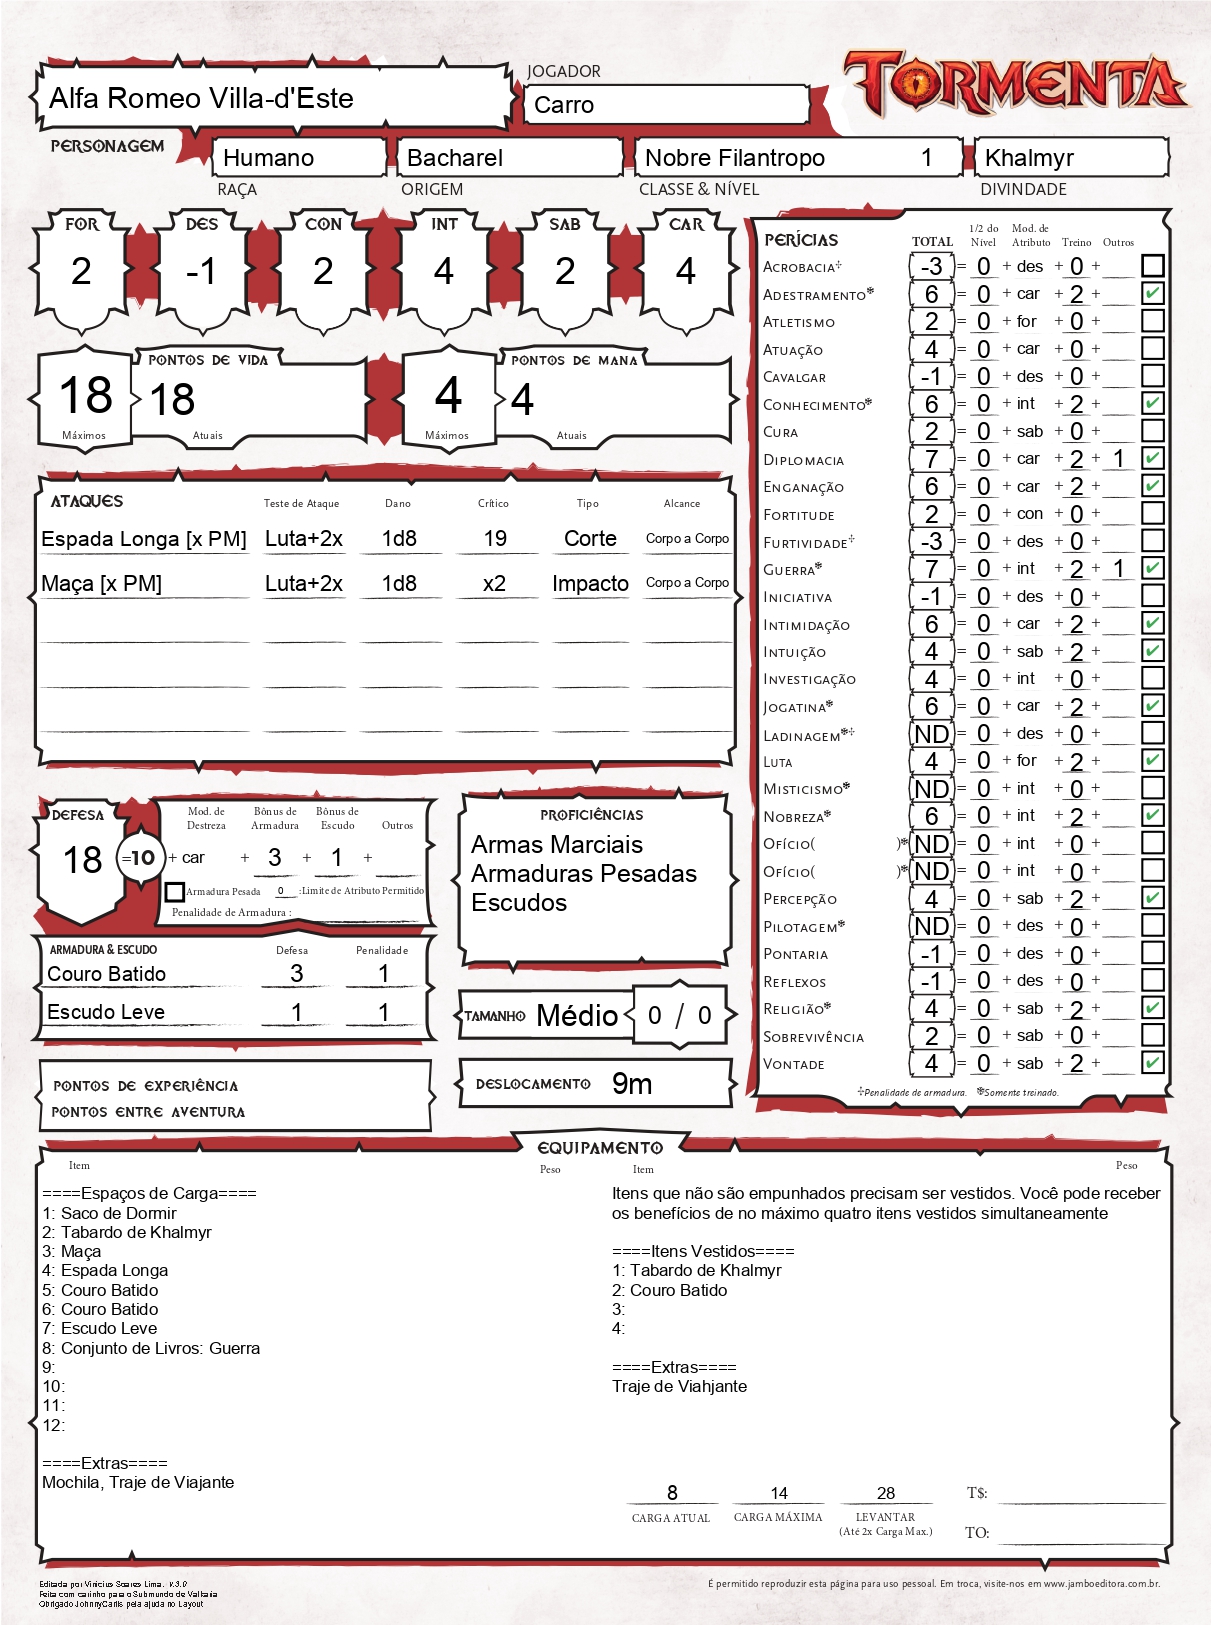 Alfa Romeo Villa-d'Este
JOGADOR
Carro
TORMENTA
PERSONAGEM
Humano
Bacharel
Nobre Filantropo 1
Khalmyr
RAÇA
ORIGEM
CLASSE & NÍVEL
DIVINDADE
FOR DES CON INT SAB CAR
2 -1 2 4 2 4
PONTOS DE VIDA
18 18
Máximos Atuais
PONTOS DE MANA
4 4
Máximos Atuais
ATAQUES Teste de Ataque Dano Crítico Tipo Alcance
Espada Longa [x PM] Luta+2x 1d8 19 Corte Corpo a Corpo
Maça [x PM] Luta+2x 1d8 x2 Impacto Corpo a Corpo
PERÍCIAS TOTAL 1/2 do Nível Mod. de Atributo Treino Outros
ACROBACIA‡ -3 = 0 + des + 0 +
ADESTRAMENTO* 6 = 0 + car + 2 + ✔
ATLETISMO 2 = 0 + for + 0 +
ATUAÇÃO 4 = 0 + car + 0 +
CAVALGAR -1 = 0 + des + 0 +
CONHECIMENTO* 6 = 0 + int + 2 + ✔
CURA 2 = 0 + sab + 0 +
DIPLOMACIA 7 = 0 + car + 2 + 1 ✔
ENGANAÇÃO 6 = 0 + car + 2 + ✔
FORTITUDE 2 = 0 + con + 0 +
FURTIVIDADE‡ -3 = 0 + des + 0 +
GUERRA* 7 = 0 + int + 2 + 1 ✔
INICIATIVA -1 = 0 + des + 0 +
INTIMIDAÇÃO 6 = 0 + car + 2 + ✔
INTUIÇÃO 4 = 0 + sab + 2 + ✔
INVESTIGAÇÃO 4 = 0 + int + 0 +
JOGATINA* 6 = 0 + car + 2 + ✔
LADINAGEM*‡ ND = 0 + des + 0 +
LUTA 4 = 0 + for + 2 + ✔
MISTICISMO* ND = 0 + int + 0 +
NOBREZA* 6 = 0 + int + 2 + ✔
OFÍCIO( )* ND = 0 + int + 0 +
OFÍCIO( )* ND = 0 + int + 0 +
PERCEPÇÃO 4 = 0 + sab + 2 + ✔
PILOTAGEM* ND = 0 + des + 0 +
PONTARIA -1 = 0 + des + 0 +
REFLEXOS -1 = 0 + des + 0 +
RELIGIÃO* 4 = 0 + sab + 2 + ✔
SOBREVIVÊNCIA 2 = 0 + sab + 0 +
VONTADE 4 = 0 + sab + 2 + ✔
‡Penalidade de armadura. *Somente treinado.
DEFESA Mod. de Destreza Bônus de Armadura Bônus de Escudo Outros
18 =10 + car + 3 + 1 +
Armadura Pesada 0 :Limite de Atributo Permitido
Penalidade de Armadura :
ARMADURA & ESCUDO Defesa Penalidade
Couro Batido 3 1
Escudo Leve 1 1
PROFICIÊNCIAS
Armas Marciais
Armaduras Pesadas
Escudos
TAMANHO Médio 0 / 0
DESLOCAMENTO 9m
PONTOS DE EXPERIÊNCIA
PONTOS ENTRE AVENTURA
EQUIPAMENTO
Item Peso Item Peso
====Espaços de Carga====
1: Saco de Dormir
2: Tabardo de Khalmyr
3: Maça
4: Espada Longa
5: Couro Batido
6: Couro Batido
7: Escudo Leve
8: Conjunto de Livros: Guerra
9:
10:
11:
12:
====Extras====
Mochila, Traje de Viajante
Itens que não são empunhados precisam ser vestidos. Você pode receber
os benefícios de no máximo quatro itens vestidos simultaneamente
====Itens Vestidos====
1: Tabardo de Khalmyr
2: Couro Batido
3:
4:
====Extras====
Traje de Viahjante
8 14 28 T$:
CARGA ATUAL CARGA MÁXIMA LEVANTAR
(Até 2x Carga Max.) TO:
Editada por Vinicius Soares Lima. V.3.0
Feita com carinho para o Submundo de Valkaria
Obrigado JohnnyCarlis pela ajuda no Layout
É permitido reproduzir esta página para uso pessoal. Em troca, visite-nos em www.jamboeditora.com.br.